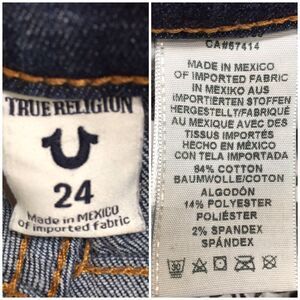 TRUE RELIGION
24
Made in MEXICO
of imported fabric
CA#57414
MADE IN MEXICO
OF IMPORTED FABRIC
IN MEXIKO AUS
IMPORTIERTEN STOFFEN
HERGESTELLT/FABRIQUÉ
AU MEXIQUE AVEC DES
TISSUS IMPORTÉS
HECHO EN MÉXICO
CON TELA IMPORTADA
84% COTTON
BAUMWOLLE/COTON
ALGODÓN
14% POLYESTER
POLIÉSTER
2% SPANDEX
SPÁNDEX
30